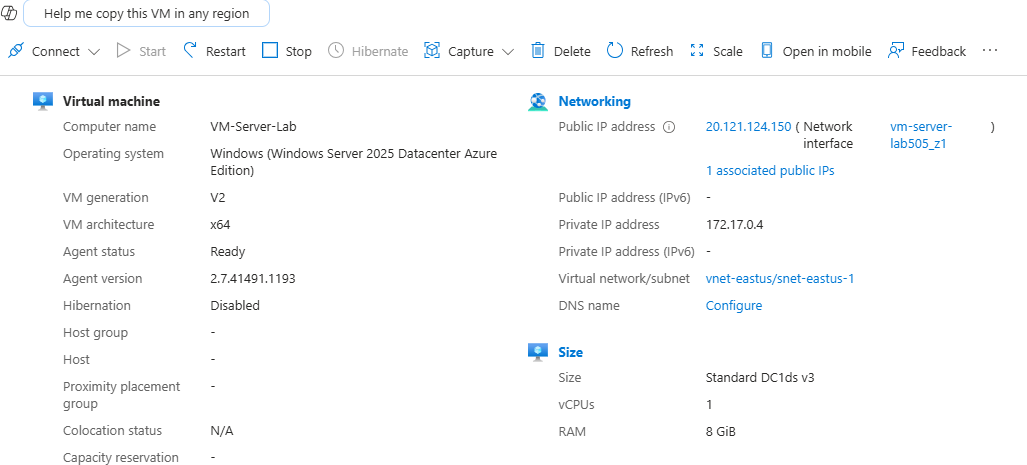 Help me copy this VM in any region
Connect Start Restart Stop Hibernate Capture Delete Refresh Scale Open in mobile Feedback ...
Virtual machine
Computer name VM-Server-Lab
Operating system Windows (Windows Server 2025 Datacenter Azure
Edition)
VM generation V2
VM architecture x64
Agent status Ready
Agent version 2.7.41491.1193
Hibernation Disabled
Host group -
Host -
Proximity placement -
group
Colocation status N/A
Capacity reservation -
Networking
Public IP address 20.121.124.150 ( Network vm-server- )
interface lab505_z1
1 associated public IPs
Public IP address (IPv6) -
Private IP address 172.17.0.4
Private IP address (IPv6) -
Virtual network/subnet vnet-eastus/snet-eastus-1
DNS name Configure
Size
Size Standard DC1ds v3
vCPUs 1
RAM 8 GiB